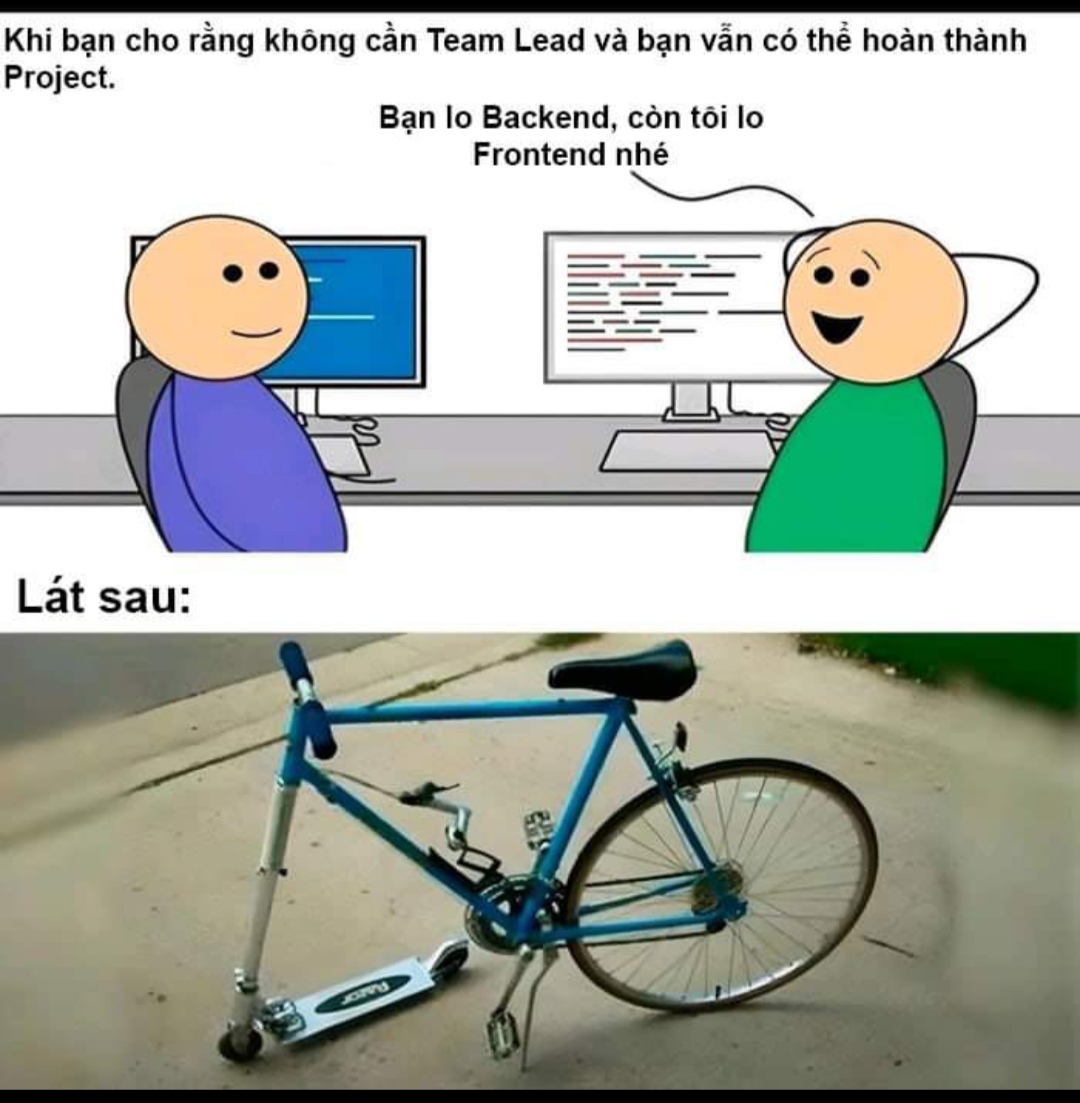 Khi bạn cho rằng không cần Team Lead và bạn vẫn có thể hoàn thành
Project.
Bạn lo Backend, còn tôi lo
Frontend nhé
Lát sau:
RAZOR